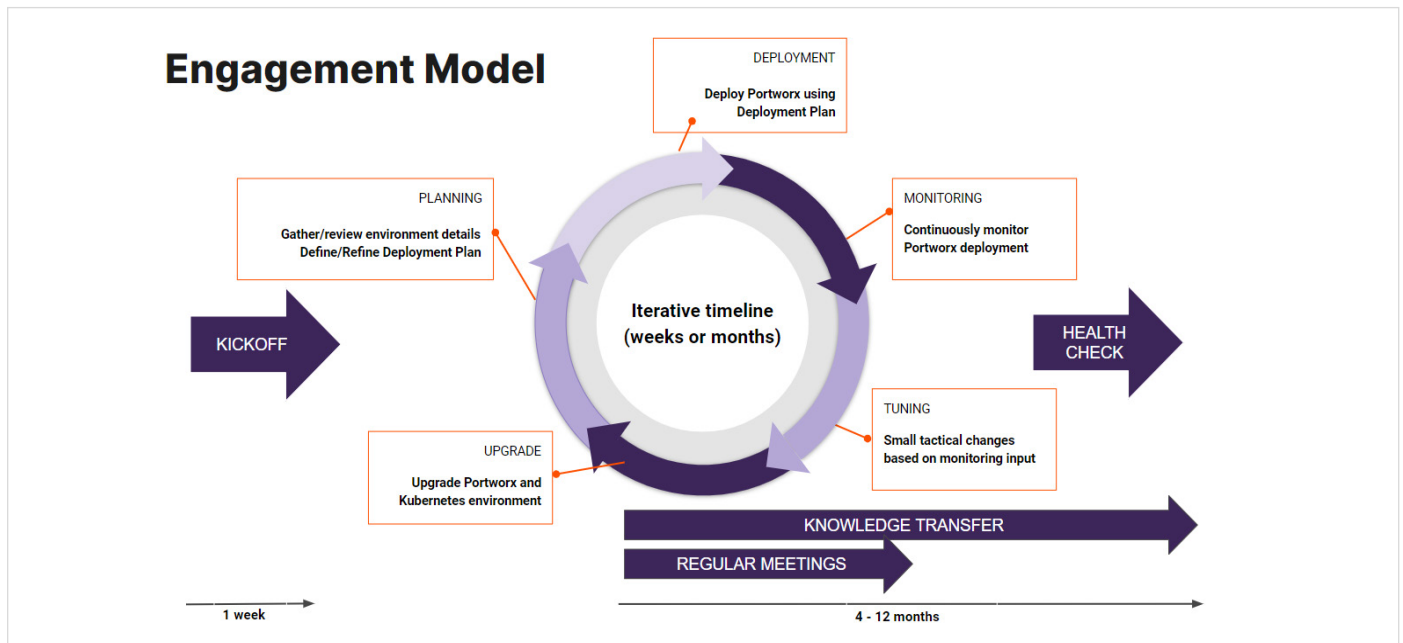 Engagement Model
DEPLOYMENT
Deploy Portworx using
Deployment Plan
PLANNING
Gather/review environment details
Define/Refine Deployment Plan
MONITORING
Continuously monitor
Portworx deployment
KICKOFF
Iterative timeline
(weeks or months)
HEALTH
CHECK
TUNING
Small tactical changes
based on monitoring input
UPGRADE
Upgrade Portworx and
Kubernetes environment
KNOWLEDGE TRANSFER
REGULAR MEETINGS
1 week
4 - 12 months